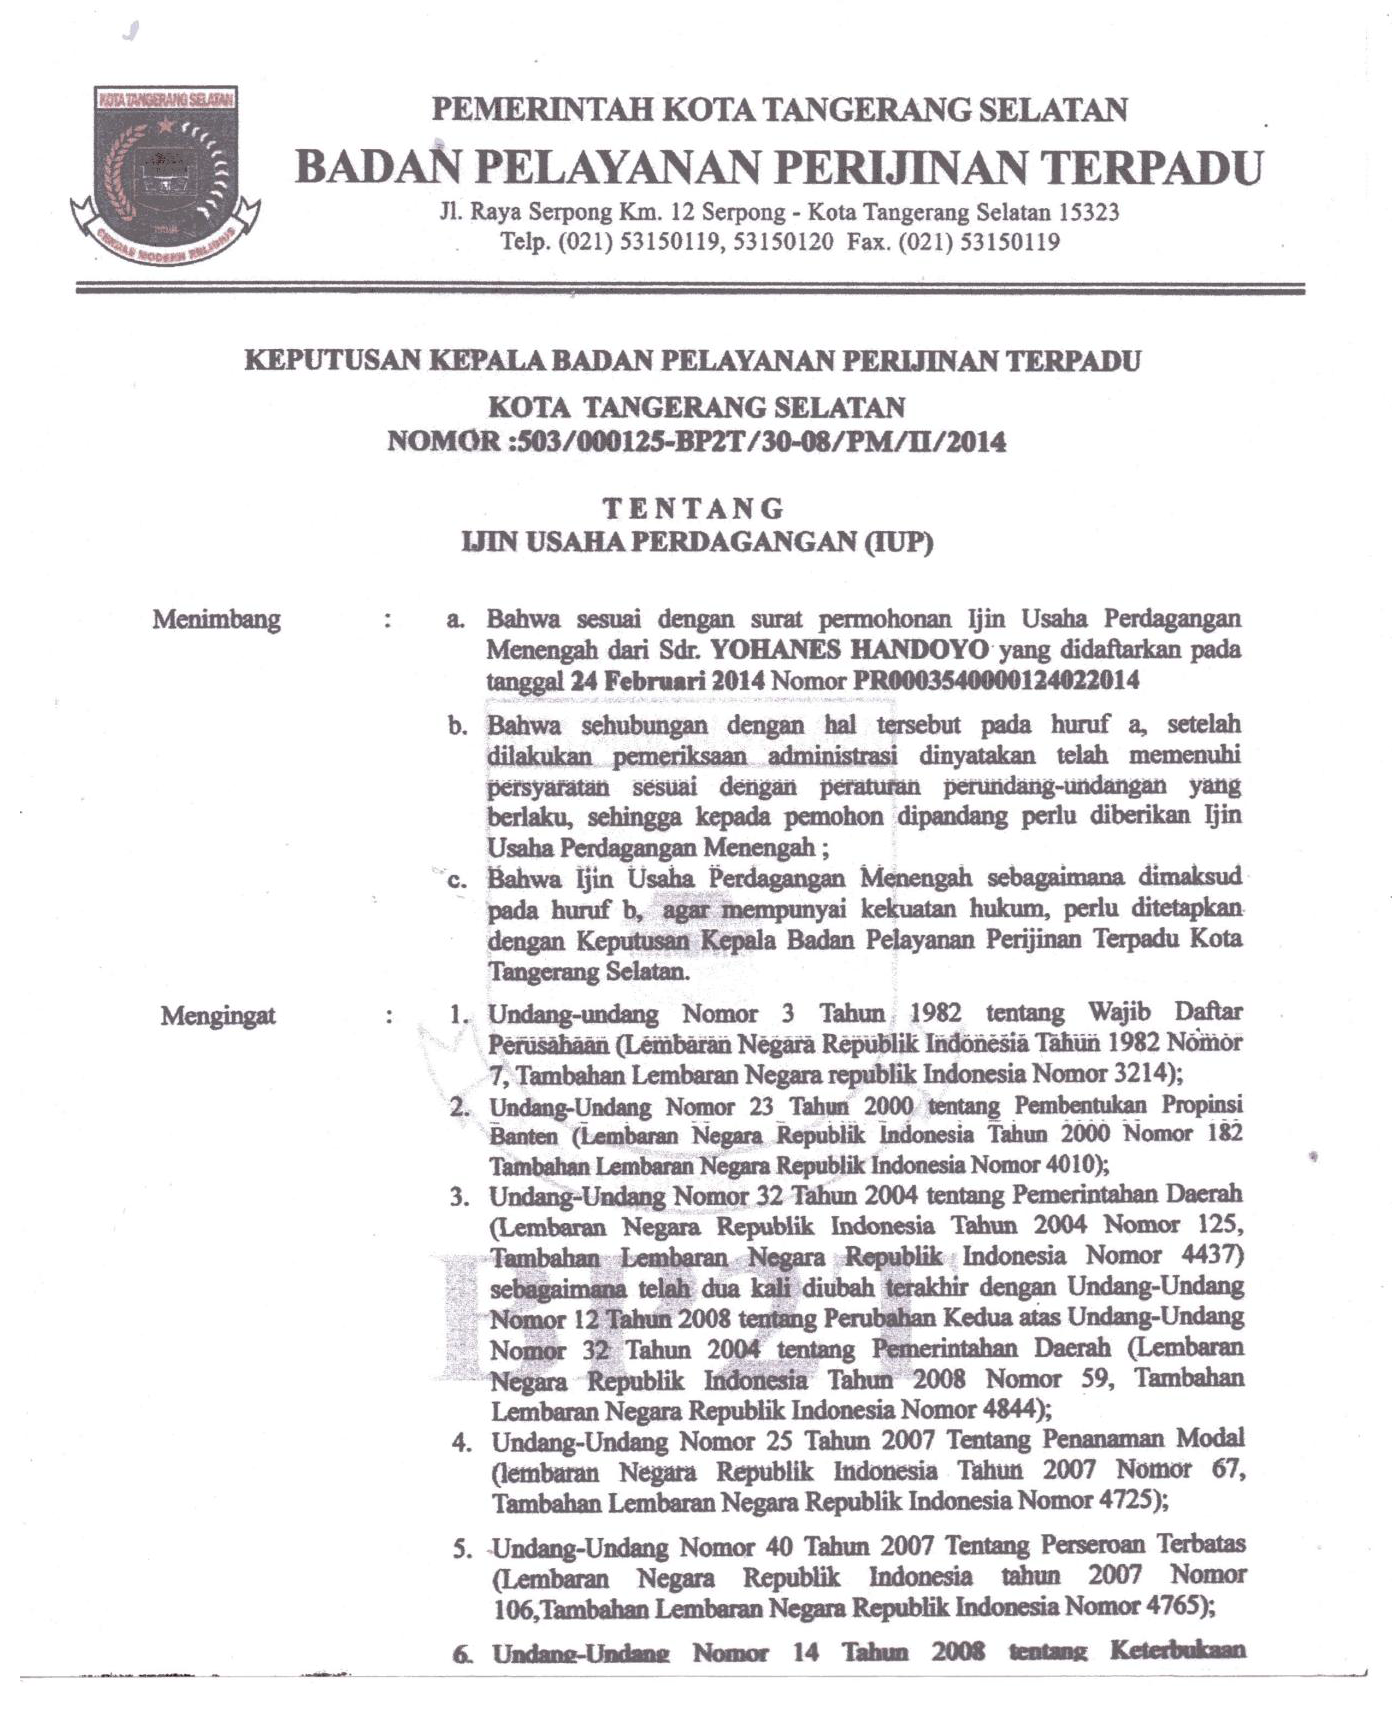 KOTA TANGERANG SELATAN
CERDAS MODERN RELIGIUS
PEMERINTAH KOTA TANGERANG SELATAN
BADAN PELAYANAN PERIJINAN TERPADU
Jl. Raya Serpong Km. 12 Serpong - Kota Tangerang Selatan 15323
Telp. (021) 53150119, 53150120 Fax. (021) 53150119
KEPUTUSAN KEPALA BADAN PELAYANAN PERIJINAN TERPADU
KOTA TANGERANG SELATAN
NOMOR :503/000125-BP2T/30-08/PM/II/2014
T E N T A N G
IJIN USAHA PERDAGANGAN (IUP)
Menimbang : a. Bahwa sesuai dengan surat permohonan Ijin Usaha Perdagangan
Menengah dari Sdr. YOHANES HANDOYO yang didaftarkan pada
tanggal 24 Februari 2014 Nomor PR0003540000124022014
b. Bahwa sehubungan dengan hal tersebut pada huruf a, setelah
dilakukan pemeriksaan administrasi dinyatakan telah memenuhi
persyaratan sesuai dengan peraturan perundang-undangan yang
berlaku, sehingga kepada pemohon dipandang perlu diberikan Ijin
Usaha Perdagangan Menengah ;
c. Bahwa Ijin Usaha Perdagangan Menengah sebagaimana dimaksud
pada huruf b, agar mempunyai kekuatan hukum, perlu ditetapkan
dengan Keputusan Kepala Badan Pelayanan Perijinan Terpadu Kota
Tangerang Selatan.
Mengingat : 1. Undang-undang Nomor 3 Tahun 1982 tentang Wajib Daftar
Perusahaan (Lembaran Negara Republik Indonesia Tahun 1982 Nomor
7, Tambahan Lembaran Negara republik Indonesia Nomor 3214);
2. Undang-Undang Nomor 23 Tahun 2000 tentang Pembentukan Propinsi
Banten (Lembaran Negara Republik Indonesia Tahun 2000 Nomor 182
Tambahan Lembaran Negara Republik Indonesia Nomor 4010);
3. Undang-Undang Nomor 32 Tahun 2004 tentang Pemerintahan Daerah
(Lembaran Negara Republik Indonesia Tahun 2004 Nomor 125,
Tambahan Lembaran Negara Republik Indonesia Nomor 4437)
sebagaimana telah dua kali diubah terakhir dengan Undang-Undang
Nomor 12 Tahun 2008 tentang Perubahan Kedua atas Undang-Undang
Nomor 32 Tahun 2004 tentang Pemerintahan Daerah (Lembaran
Negara Republik Indonesia Tahun 2008 Nomor 59, Tambahan
Lembaran Negara Republik Indonesia Nomor 4844);
BP2T
4. Undang-Undang Nomor 25 Tahun 2007 Tentang Penanaman Modal
(lembaran Negara Republik Indonesia Tahun 2007 Nomor 67,
Tambahan Lembaran Negara Republik Indonesia Nomor 4725);
5. Undang-Undang Nomor 40 Tahun 2007 Tentang Perseroan Terbatas
(Lembaran Negara Republik Indonesia tahun 2007 Nomor
106,Tambahan Lembaran Negara Republik Indonesia Nomor 4765);
6. Undang-Undang Nomor 14 Tahun 2008 tentang Keterbukaan